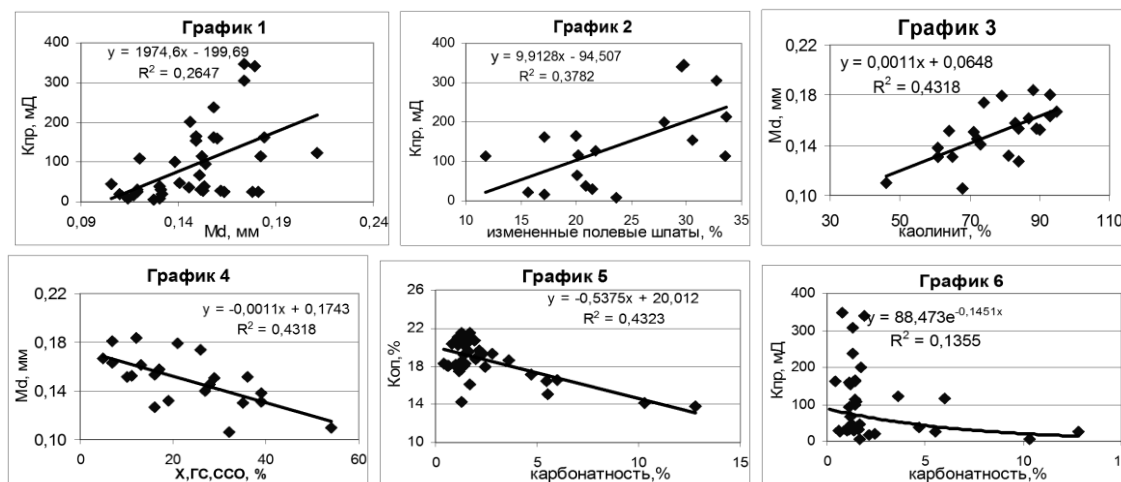 График 1
y = 1974,6x - 199,69
R² = 0,2647
Кпр, мД
400
300
200
100
0
0,09
0,14
0,19
0,24
Md, мм
График 2
y = 9,9128x - 94,507
R² = 0,3782
Кпр, мД
400
300
200
100
0
10
15
20
25
30
35
измененные полевые шпаты, %
График 3
y = 0,0011x + 0,0648
R² = 0,4318
Md, мм
0,22
0,18
0,14
0,10
30
50
70
90
110
каолинит, %
График 4
y = -0,0011x + 0,1743
R² = 0,4318
Md, мм
0,22
0,18
0,14
0,10
0
20
40
60
Х,ГС,ССО, %
График 5
y = -0,5375x + 20,012
R² = 0,4323
Коп,%
26
22
18
14
10
0
5
10
15
карбонатность,%
График 6
y = 88,473e^-0,1451x
R² = 0,1355
Кпр, мД
400
300
200
100
0
0
5
10
15
карбонатность,%